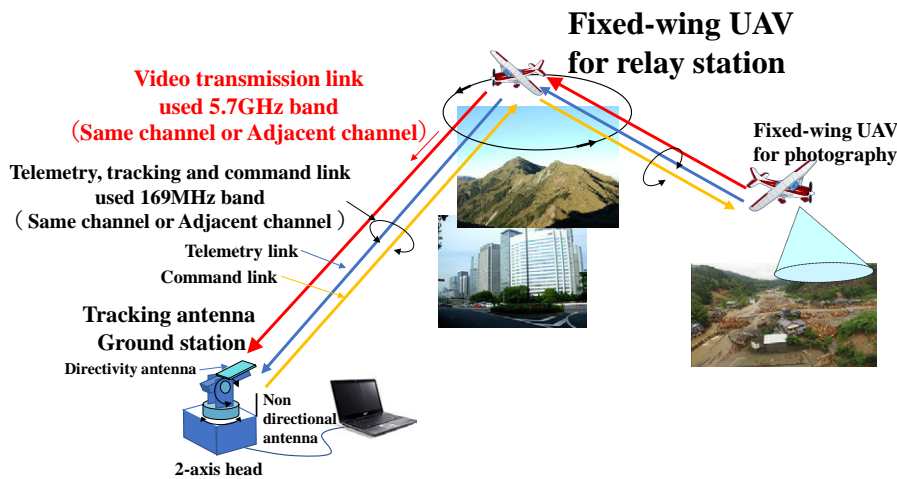 Fixed-wing UAV
for relay station
Video transmission link
used 5.7GHz band
（Same channel or Adjacent channel）
Fixed-wing UAV
for photography
Telemetry, tracking and command link
used 169MHz band
（ Same channel or Adjacent channel ）
Telemetry link
Command link
Tracking antenna
Ground station
Directivity antenna
Non
directional
antenna
2-axis head